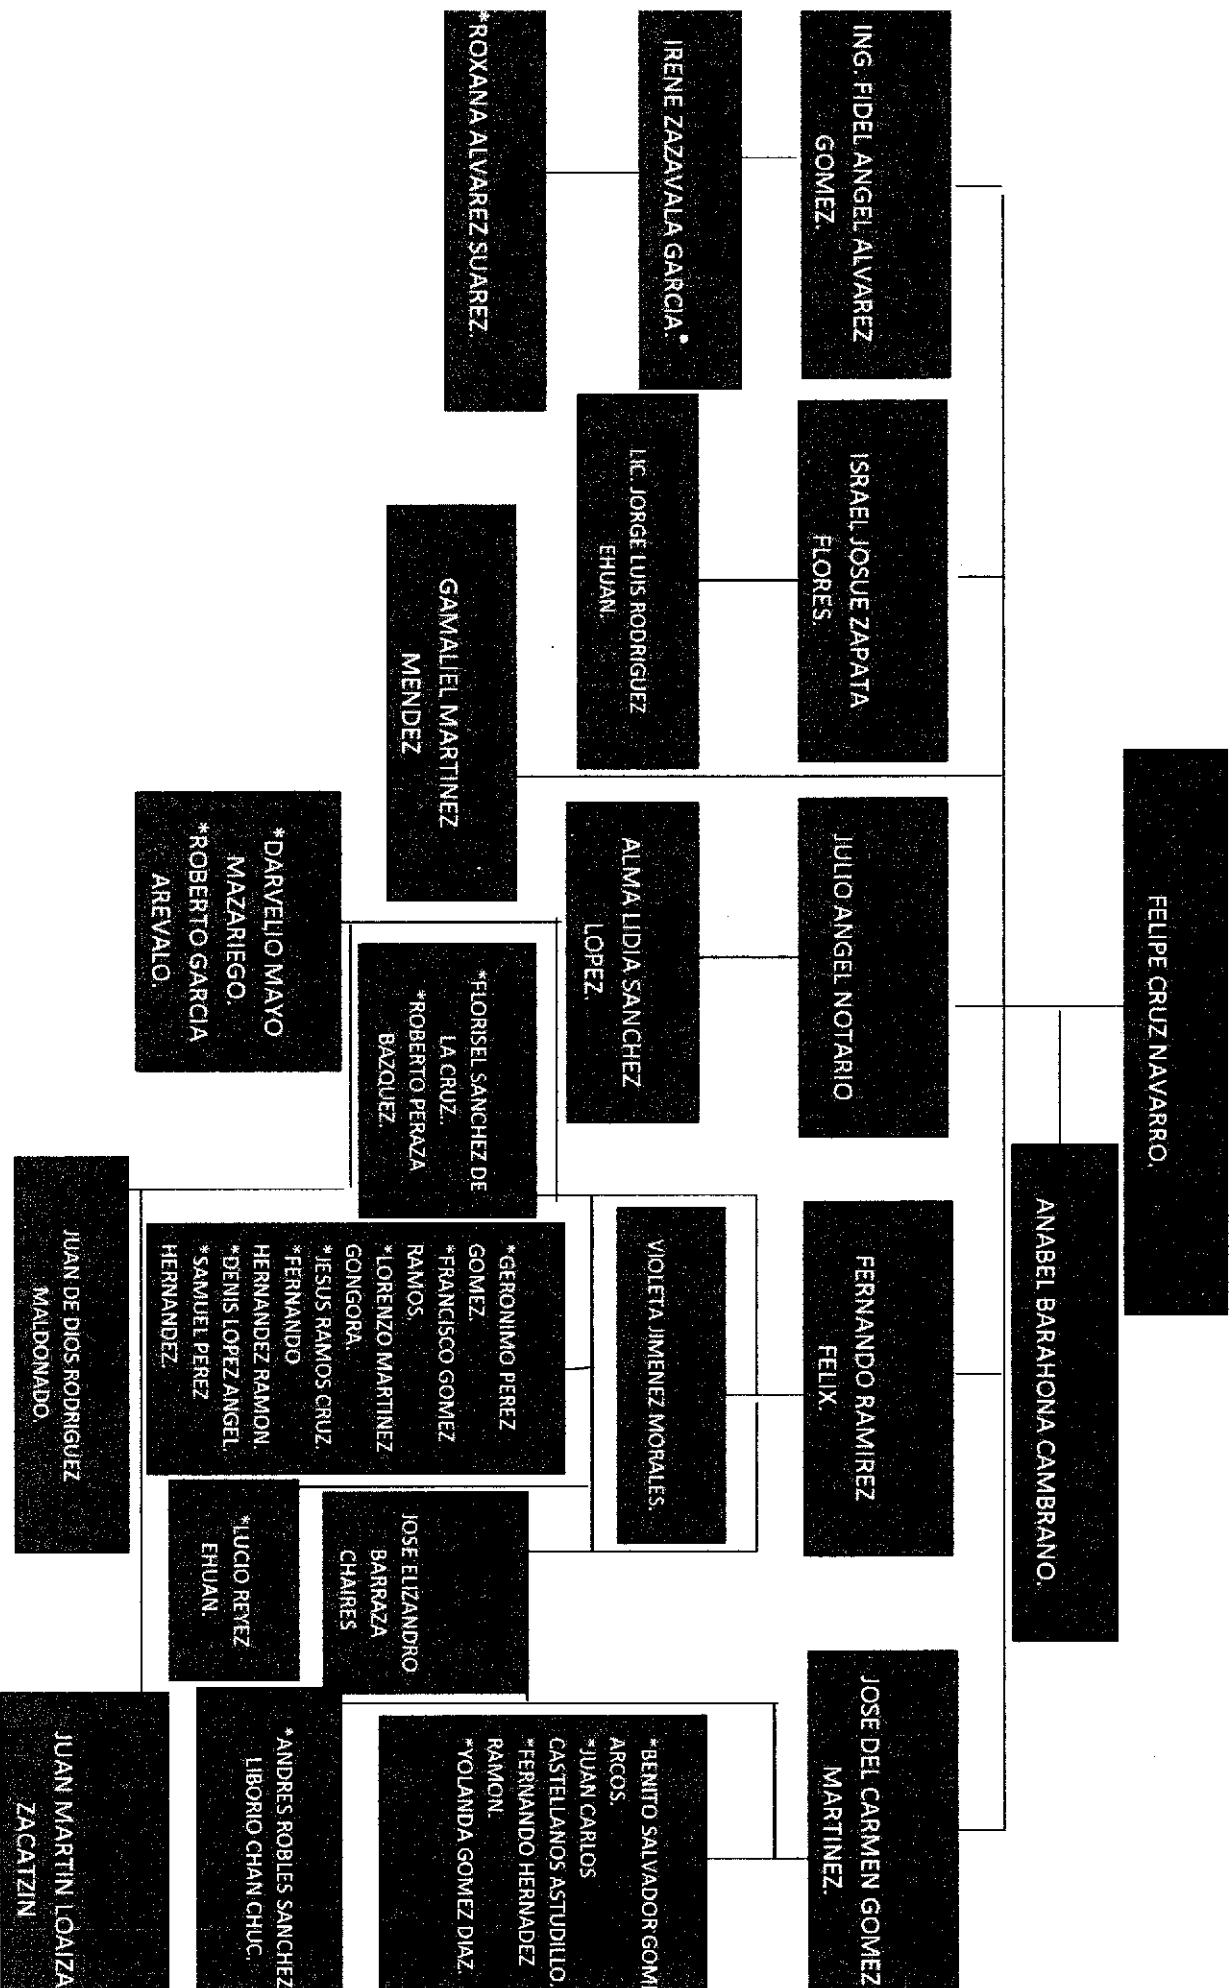 FELIPE CRUZ NAVARRO.
ANABEL BARAHONA CAMBRANO.
ING. FIDEL ANGEL ALVAREZ
GOMEZ.
ISRAEL JOSUE ZAPATA
FLORES.
JULIO ANGEL NOTARIO
FERNANDO RAMIREZ
FELIX.
JOSE DEL CARMEN GOMEZ
MARTINEZ.
IRENE ZAZAVALA GARCIA.*
LIC. JORGE LUIS RODRIGUEZ
EHUAN.
ALMA LIDIA SANCHEZ
LOPEZ.
VIOLETA JIMENEZ MORALES.
*BENITO SALVADOR GOM
ARCOS.
*JUAN CARLOS
CASTELLANOS ASTUDILLO.
*FERNANDO HERNADEZ
RAMON.
*YOLANDA GOMEZ DIAZ.
*ROXANA ALVAREZ SUAREZ.
GAMALIEL MARTINEZ
MENDEZ
*FLORISEL SANCHEZ DE
LA CRUZ.
*ROBERTO PERAZA
BAZQUEZ.
*GERONIMO PEREZ
GOMEZ.
*FRANCISCO GOMEZ
RAMOS.
*LORENZO MARTINEZ
GONGORA.
*JESUS RAMOS CRUZ.
*FERNANDO
HERNANDEZ RAMON.
*DENIS LOPEZ ANGEL.
*SAMUEL PEREZ
HERNANDEZ.
JOSE ELIZANDRO
BARRAZA
CHAIRES
*DARVELIO MAYO
MAZARIEGO.
*ROBERTO GARCIA
AREVALO.
*LUCIO REYEZ
EHUAN.
*ANDRES ROBLES SANCHEZ
LIBORIO CHAN CHUC.
JUAN DE DIOS RODRIGUEZ
MALDONADO.
JUAN MARTIN LOAIZA
ZACATZIN